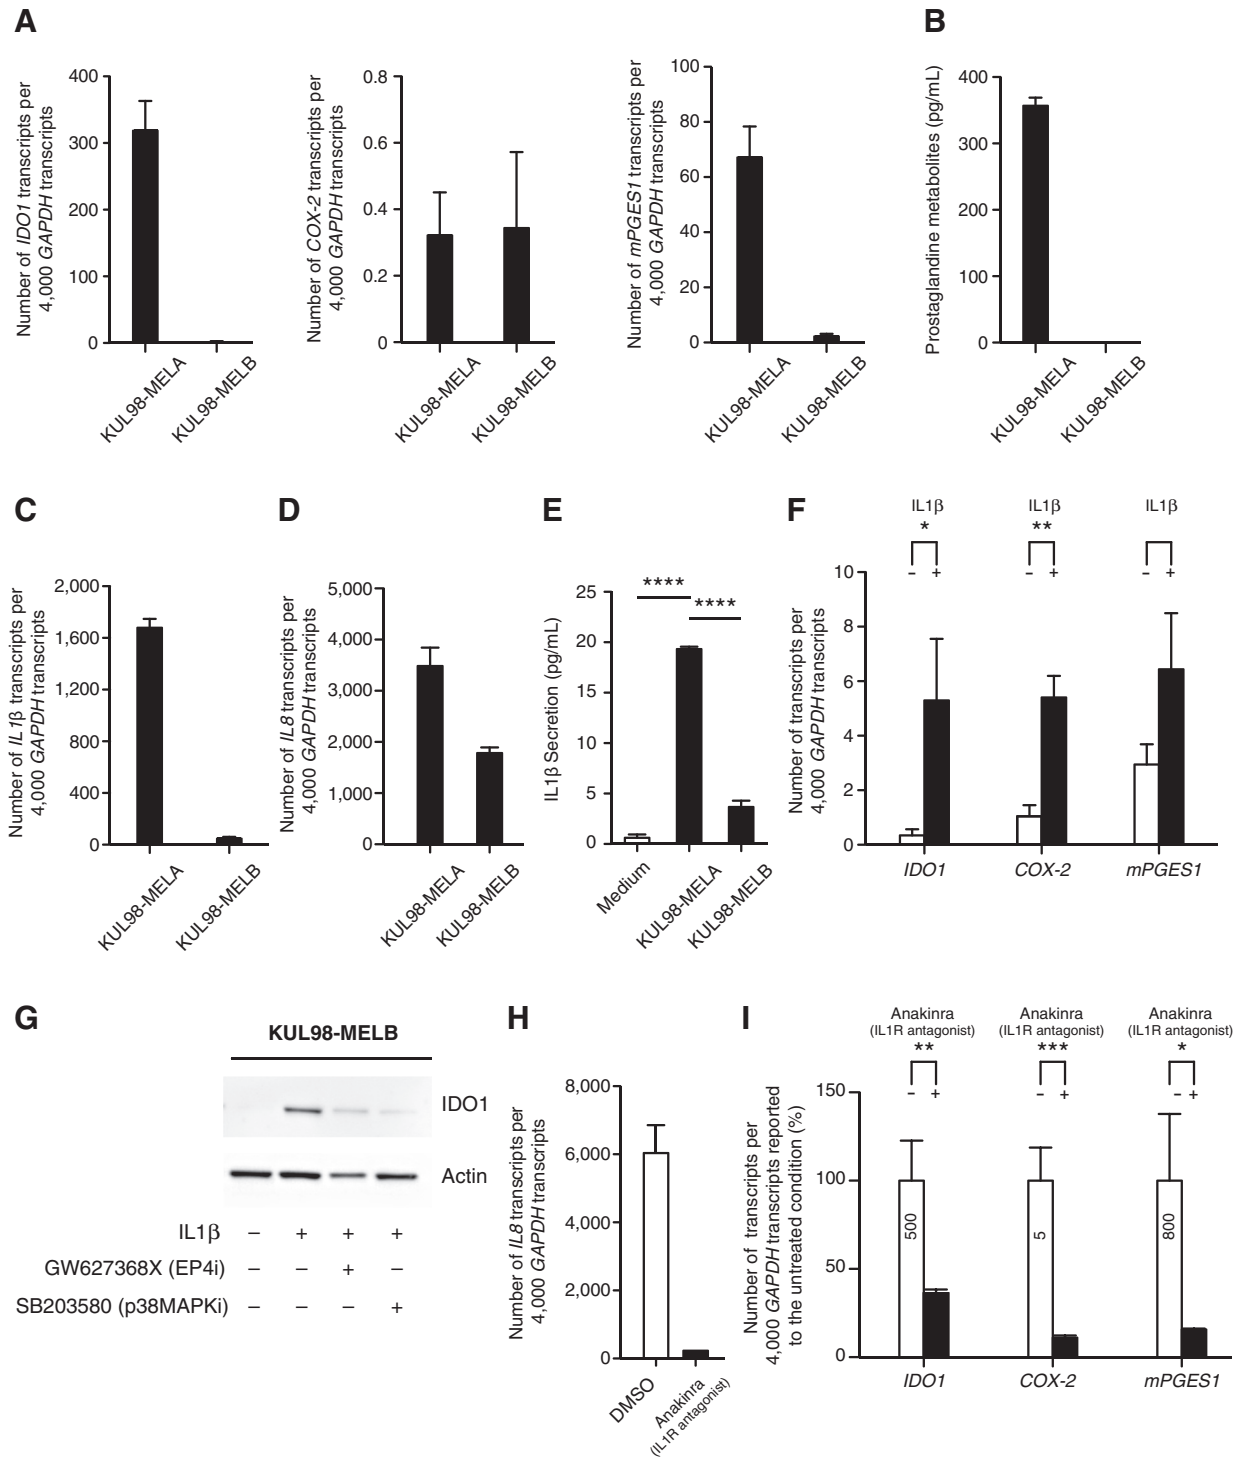 A
Number of IDO1 transcripts per
4,000 GAPDH transcripts
400
300
200
100
0
KUL98-MELA
KUL98-MELB
Number of COX-2 transcripts per
4,000 GAPDH transcripts
0.8
0.6
0.4
0.2
0
KUL98-MELA
KUL98-MELB
Number of mPGES1 transcripts per
4,000 GAPDH transcripts
100
80
60
40
20
0
KUL98-MELA
KUL98-MELB
B
Prostaglandine metabolites (pg/mL)
400
300
200
100
0
KUL98-MELA
KUL98-MELB
C
Number of IL1β transcripts per
4,000 GAPDH transcripts
2,000
1,600
1,200
800
400
0
KUL98-MELA
KUL98-MELB
D
Number of IL8 transcripts per
4,000 GAPDH transcripts
5,000
4,000
3,000
2,000
1,000
0
KUL98-MELA
KUL98-MELB
E
IL1β Secretion (pg/mL)
25
20
15
10
5
0
****
****
Medium
KUL98-MELA
KUL98-MELB
F
Number of transcripts per
4,000 GAPDH transcripts
10
8
6
4
2
0
IL1β
*
– +
IL1β
**
– +
IL1β
– +
IDO1
COX-2
mPGES1
G
KUL98-MELB
IDO1
Actin
IL1β – + + +
GW627368X (EP4i) – – + –
SB203580 (p38MAPKi) – – – +
H
Number of IL8 transcripts per
4,000 GAPDH transcripts
8,000
6,000
4,000
2,000
0
DMSO
Anakinra
(IL1R antagonist)
I
Number of transcripts per
4,000 GAPDH transcripts reported
to the untreated condition (%)
150
100
50
0
Anakinra
(IL1R antagonist)
**
– +
Anakinra
(IL1R antagonist)
***
– +
Anakinra
(IL1R antagonist)
*
– +
500
5
800
IDO1
COX-2
mPGES1